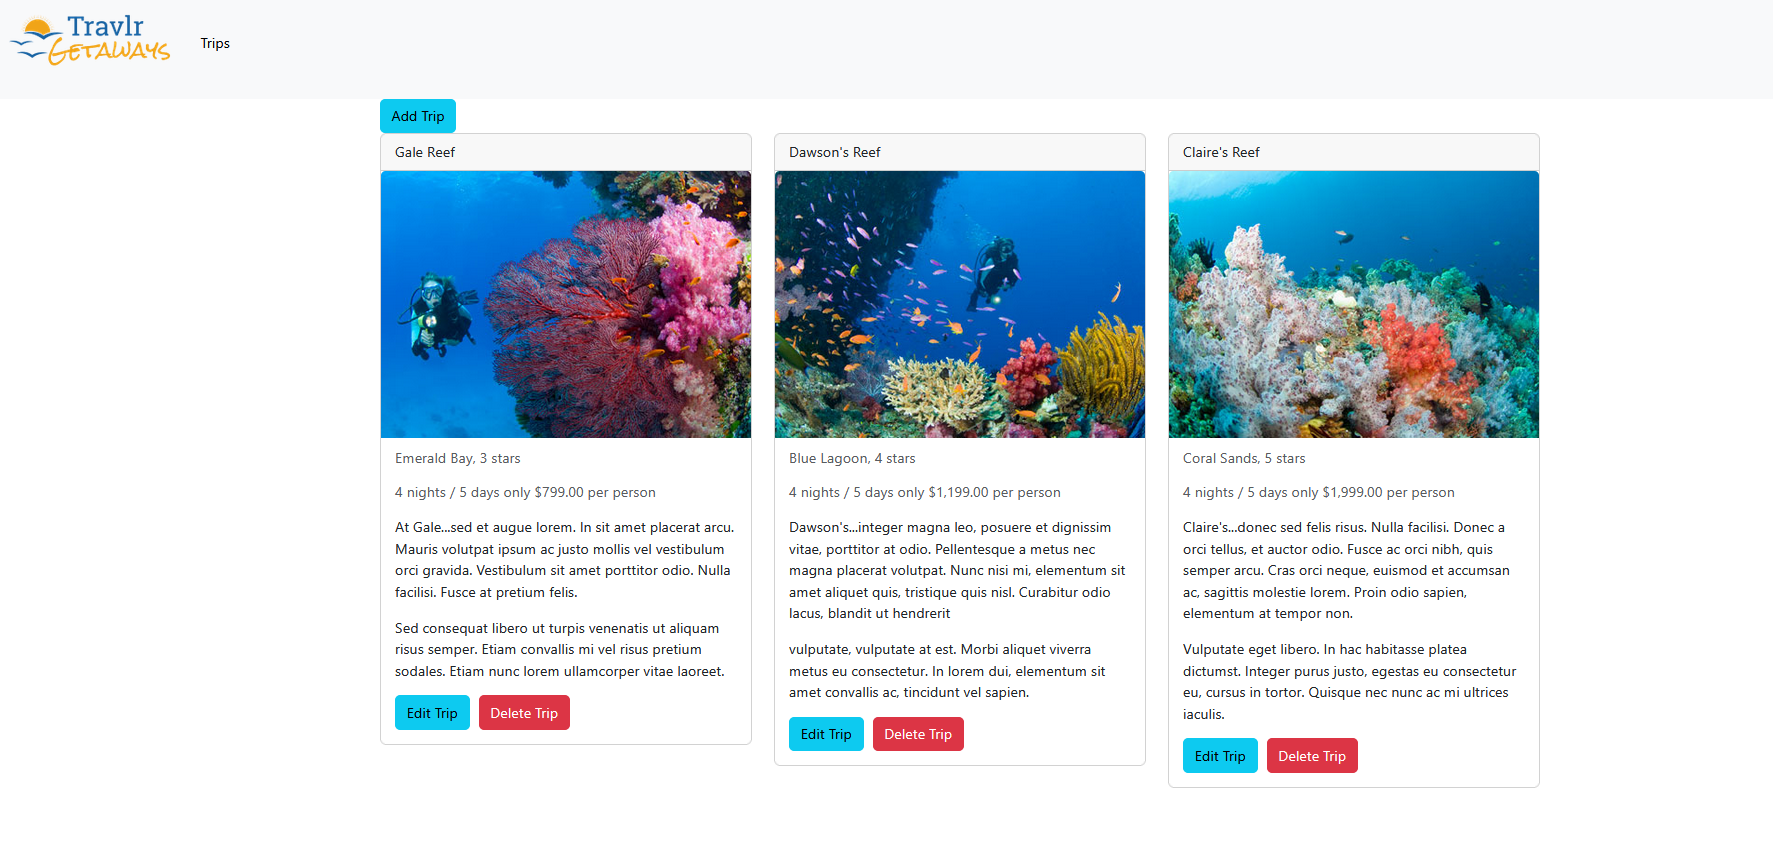 Travlr
Getaways
Trips
Add Trip
Gale Reef
Emerald Bay, 3 stars
4 nights / 5 days only $799.00 per person
At Gale...sed et augue lorem. In sit amet placerat arcu.
Mauris volutpat ipsum ac justo mollis vel vestibulum
orci gravida. Vestibulum sit amet porttitor odio. Nulla
facilisi. Fusce at pretium felis.
Sed consequat libero ut turpis venenatis ut aliquam
risus semper. Etiam convallis mi vel risus pretium
sodales. Etiam nunc lorem ullamcorper vitae laoreet.
Edit Trip
Delete Trip
Dawson's Reef
Blue Lagoon, 4 stars
4 nights / 5 days only $1,199.00 per person
Dawson's...integer magna leo, posuere et dignissim
vitae, porttitor at odio. Pellentesque a metus nec
magna placerat volutpat. Nunc nisi mi, elementum sit
amet aliquet quis, tristique quis nisl. Curabitur odio
lacus, blandit ut hendrerit
vulputate, vulputate at est. Morbi aliquet viverra
metus eu consectetur. In lorem dui, elementum sit
amet convallis ac, tincidunt vel sapien.
Edit Trip
Delete Trip
Claire's Reef
Coral Sands, 5 stars
4 nights / 5 days only $1,999.00 per person
Claire's...donec sed felis risus. Nulla facilisi. Donec a
orci tellus, et auctor odio. Fusce ac orci nibh, quis
semper arcu. Cras orci neque, euismod et accumsan
ac, sagittis molestie lorem. Proin odio sapien,
elementum at tempor non.
Vulputate eget libero. In hac habitasse platea
dictumst. Integer purus justo, egestas eu consectetur
eu, cursus in tortor. Quisque nec nunc ac mi ultrices
iaculis.
Edit Trip
Delete Trip